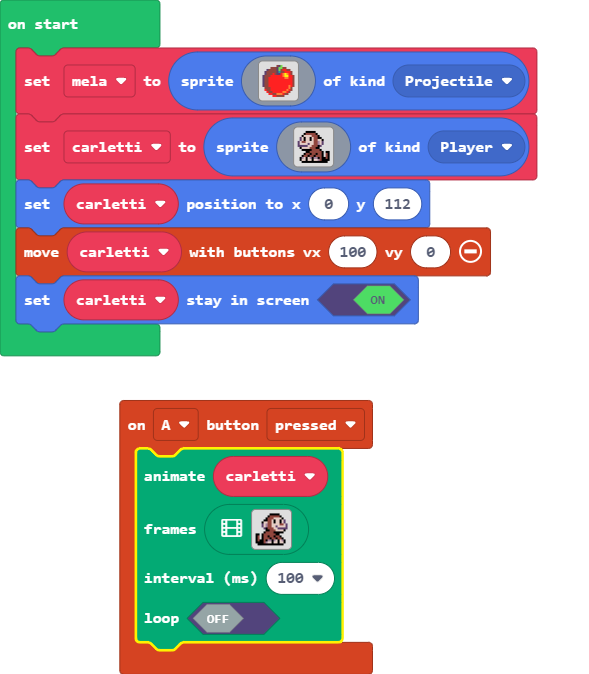 on start
set mela to sprite of kind Projectile
set carletti to sprite of kind Player
set carletti position to x 0 y 112
move carletti with buttons vx 100 vy 0
set carletti stay in screen ON
on A button pressed
animate carletti
frames
interval (ms) 100
loop OFF